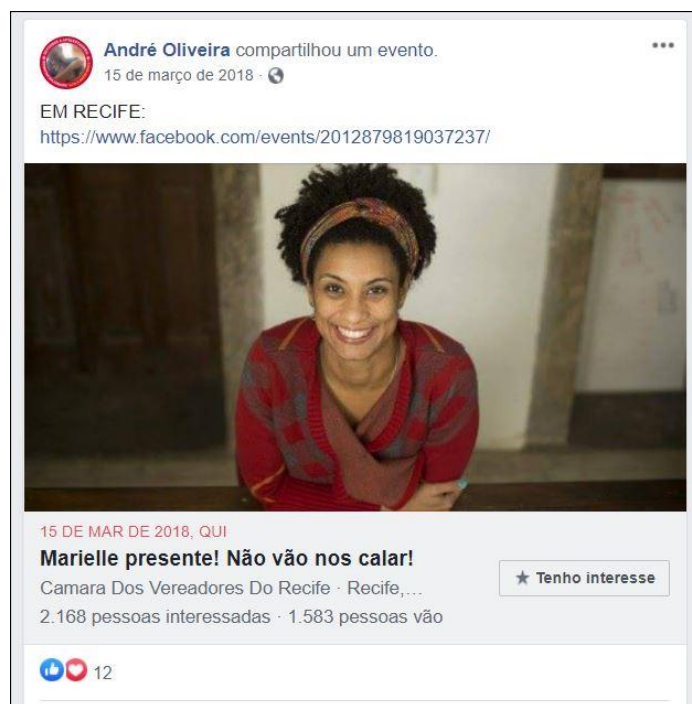 André Oliveira compartilhou um evento.
15 de março de 2018 ·
EM RECIFE:
https://www.facebook.com/events/2012879819037237/
15 DE MAR DE 2018, QUI
Marielle presente! Não vão nos calar!
Camara Dos Vereadores Do Recife · Recife,...
2.168 pessoas interessadas · 1.583 pessoas vão
★ Tenho interesse
12